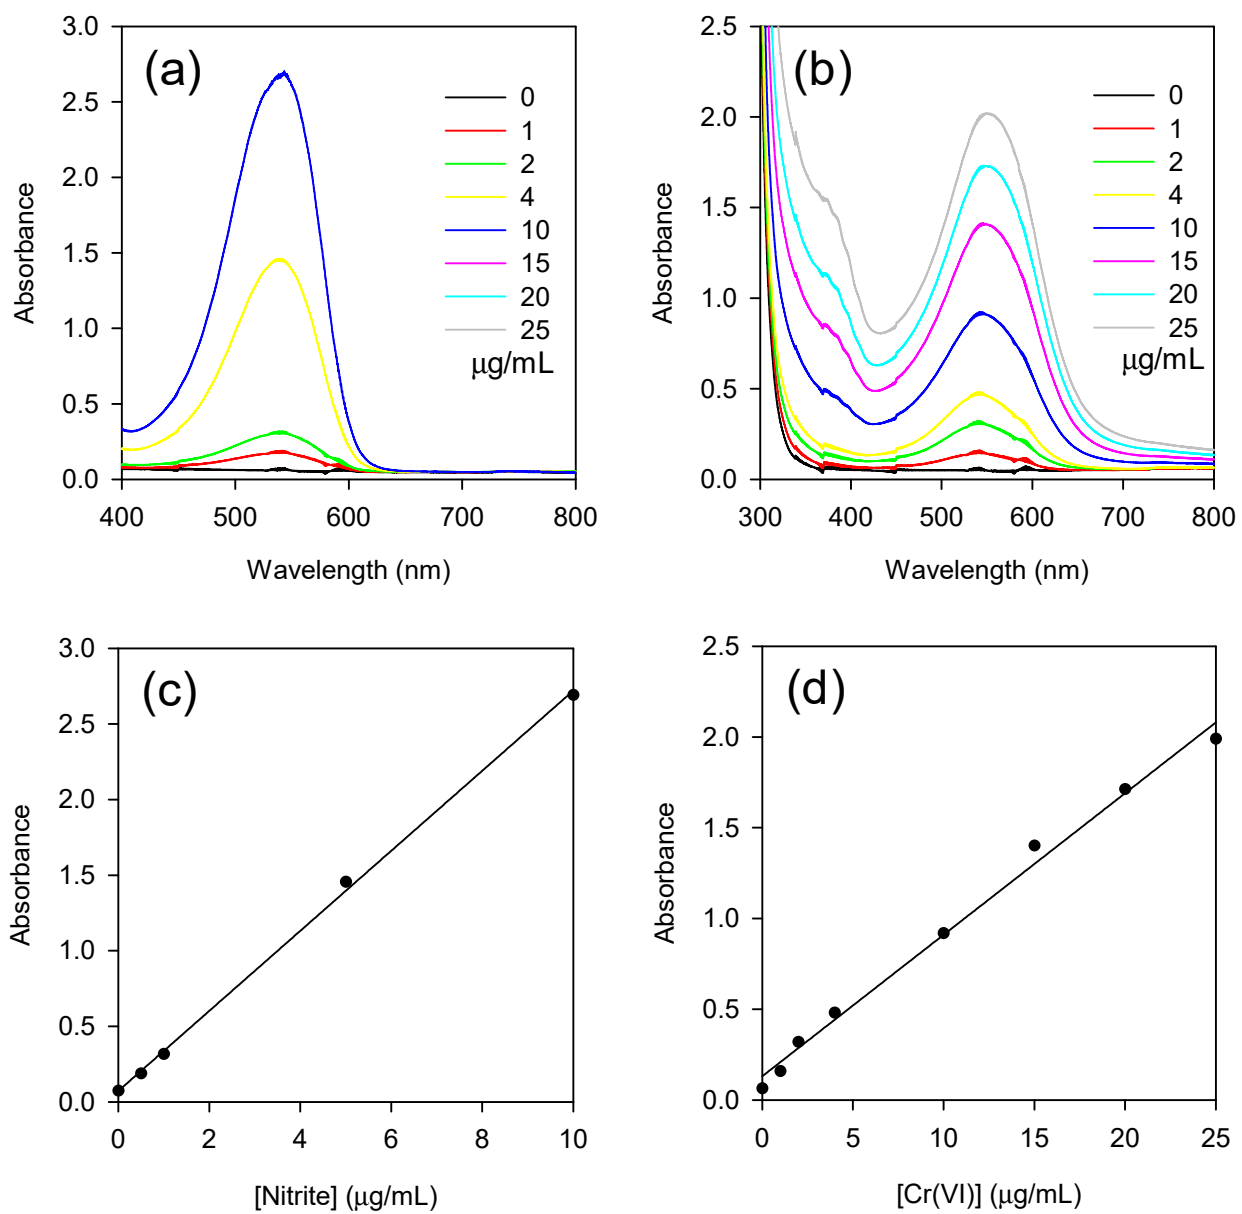 (a)
3.0
2.5
2.0
1.5
1.0
0.5
0.0
Absorbance
0
1
2
4
10
15
20
25
μg/mL
400 500 600 700 800
Wavelength (nm)
(b)
2.5
2.0
1.5
1.0
0.5
0.0
Absorbance
0
1
2
4
10
15
20
25
μg/mL
300 400 500 600 700 800
Wavelength (nm)
(c)
3.0
2.5
2.0
1.5
1.0
0.5
0.0
Absorbance
0 2 4 6 8 10
[Nitrite] (μg/mL)
(d)
2.5
2.0
1.5
1.0
0.5
0.0
Absorbance
0 5 10 15 20 25
[Cr(VI)] (μg/mL)